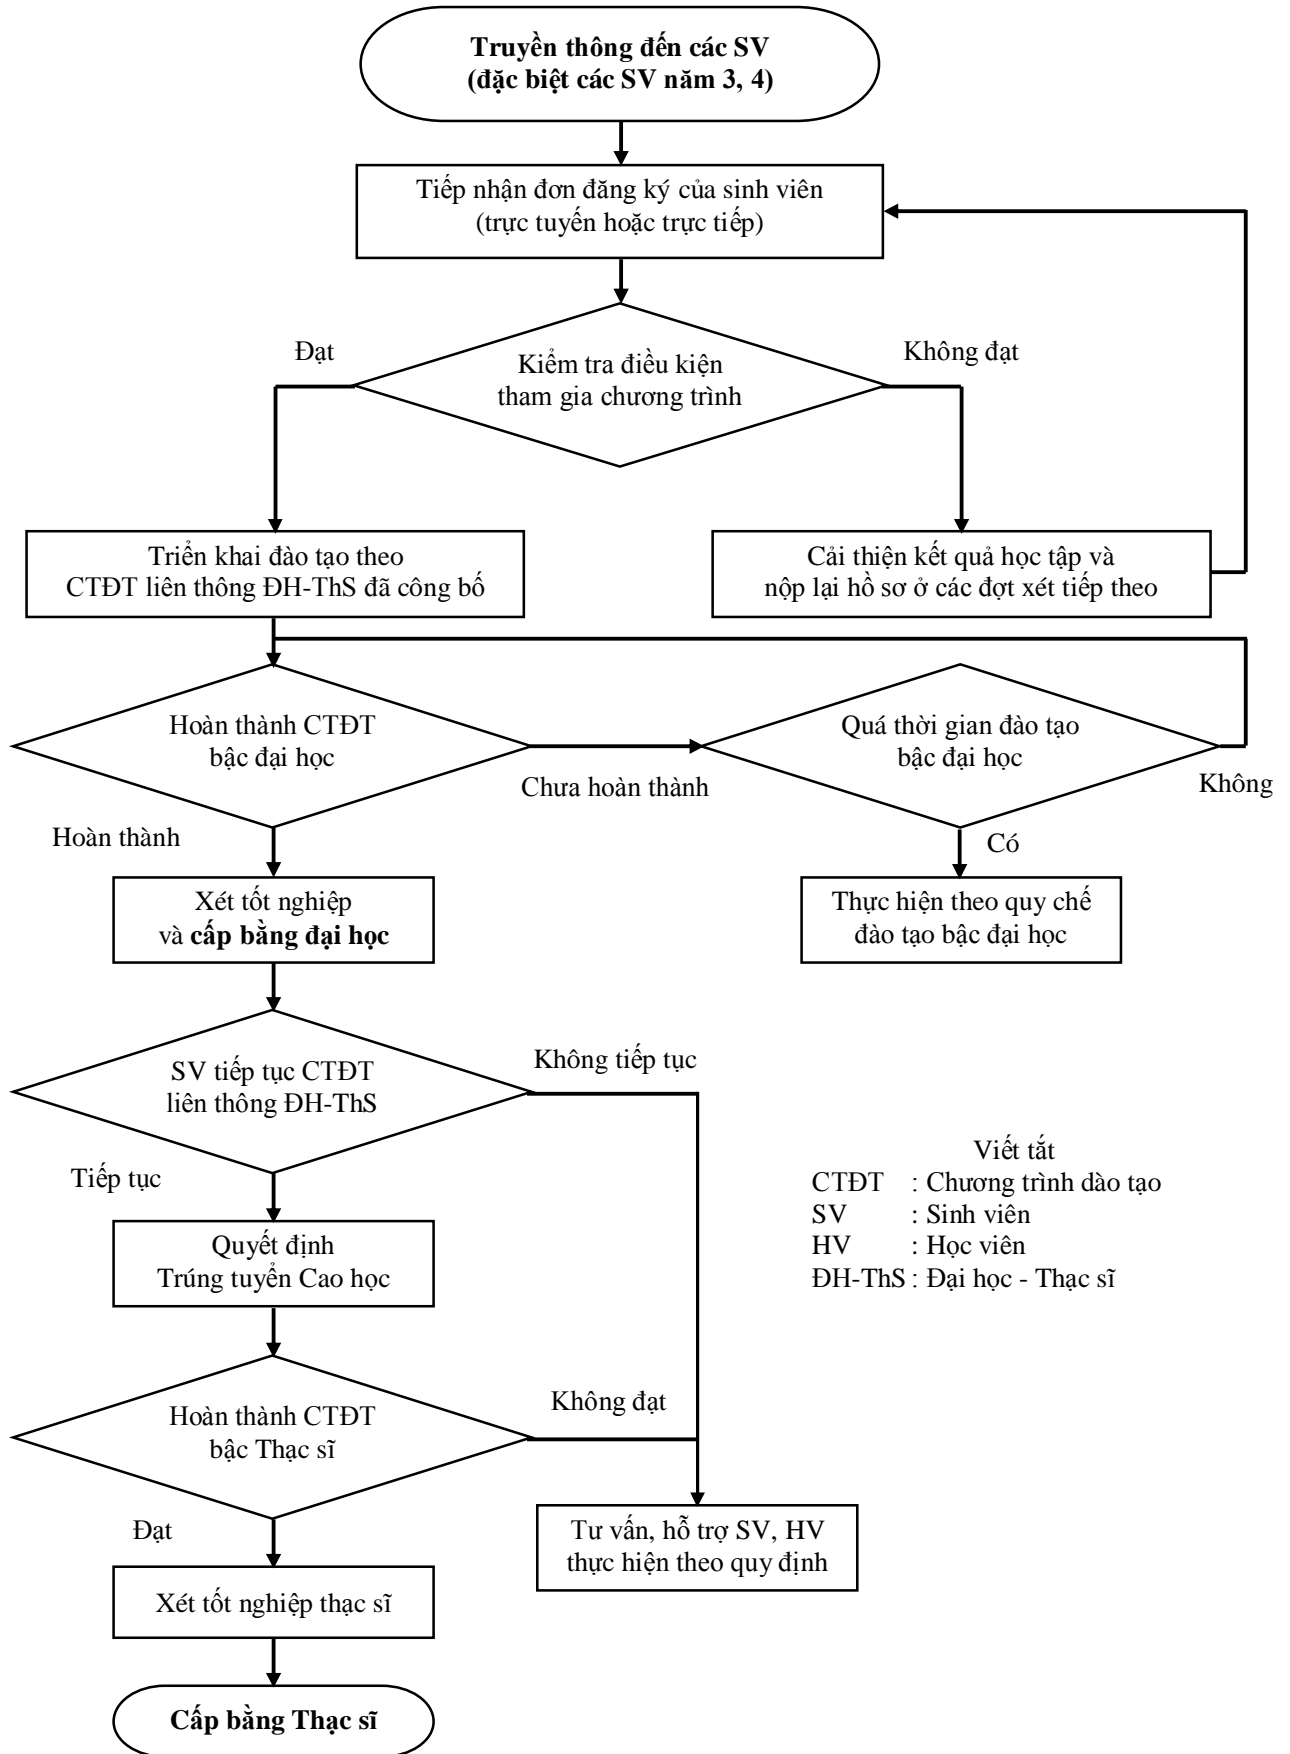 Truyền thông đến các SV
(đặc biệt các SV năm 3, 4)
Tiếp nhận đơn đăng ký của sinh viên
(trực tuyến hoặc trực tiếp)
Đạt
Kiểm tra điều kiện
tham gia chương trình
Không đạt
Triển khai đào tạo theo
CTĐT liên thông ĐH-ThS đã công bố
Cải thiện kết quả học tập và
nộp lại hồ sơ ở các đợt xét tiếp theo
Hoàn thành CTĐT
bậc đại học
Chưa hoàn thành
Quá thời gian đào tạo
bậc đại học
Không
Hoàn thành
Có
Xét tốt nghiệp
và cấp bằng đại học
Thực hiện theo quy chế
đào tạo bậc đại học
SV tiếp tục CTĐT
liên thông ĐH-ThS
Không tiếp tục
Tiếp tục
Quyết định
Trúng tuyển Cao học
Viết tắt
CTĐT : Chương trình dào tạo
SV : Sinh viên
HV : Học viên
ĐH-ThS : Đại học - Thạc sĩ
Hoàn thành CTĐT
bậc Thạc sĩ
Không đạt
Đạt
Tư vấn, hỗ trợ SV, HV
thực hiện theo quy định
Xét tốt nghiệp thạc sĩ
Cấp bằng Thạc sĩ